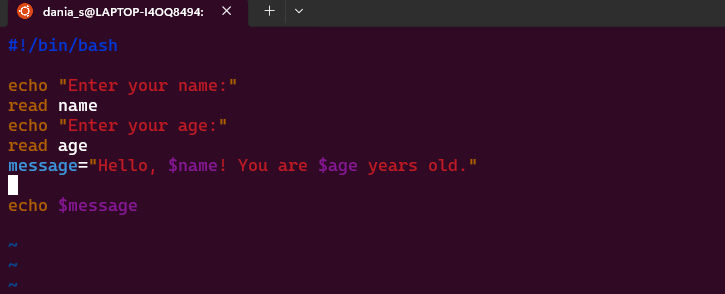 dania_s@LAPTOP-I4OQ8494:
#!/bin/bash
echo "Enter your name:"
read name
echo "Enter your age:"
read age
message="Hello, $name! You are $age years old."
echo $message
~
~
~